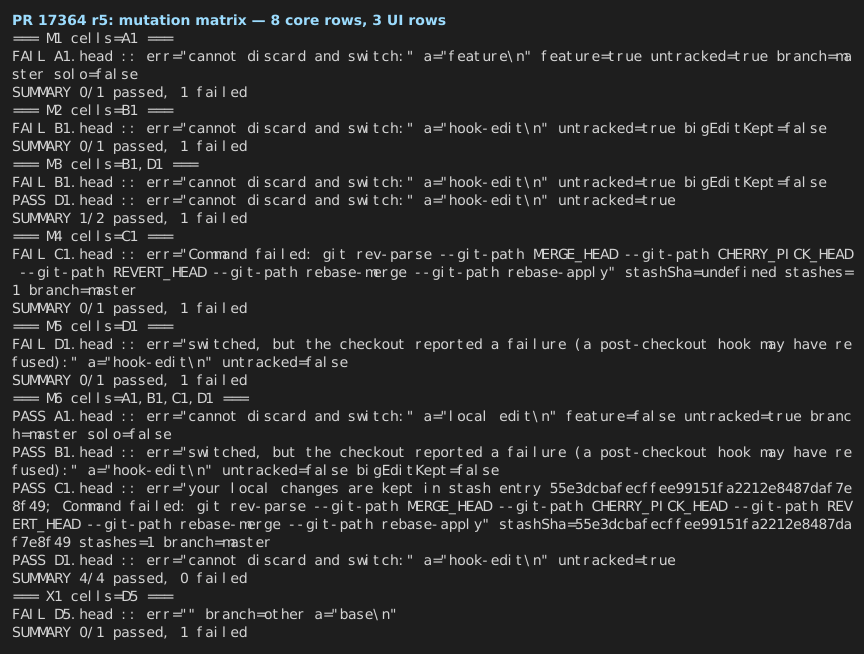 PR 17364 r5: mutation matrix — 8 core rows, 3 UI rows
=== M1 cells=A1 ===
FAIL A1.head :: err="cannot discard and switch:" a="feature\n" feature=true untracked=true branch=ma
ster solo=false
SUMMARY 0/1 passed, 1 failed
=== M2 cells=B1 ===
FAIL B1.head :: err="cannot discard and switch:" a="hook-edit\n" untracked=true bigEditKept=false
SUMMARY 0/1 passed, 1 failed
=== M3 cells=B1,D1 ===
FAIL B1.head :: err="cannot discard and switch:" a="hook-edit\n" untracked=true bigEditKept=false
PASS D1.head :: err="cannot discard and switch:" a="hook-edit\n" untracked=true
SUMMARY 1/2 passed, 1 failed
=== M4 cells=C1 ===
FAIL C1.head :: err="Command failed: git rev-parse --git-path MERGE_HEAD --git-path CHERRY_PICK_HEAD
 --git-path REVERT_HEAD --git-path rebase-merge --git-path rebase-apply" stashSha=undefined stashes=
1 branch=master
SUMMARY 0/1 passed, 1 failed
=== M5 cells=D1 ===
FAIL D1.head :: err="switched, but the checkout reported a failure (a post-checkout hook may have re
fused):" a="hook-edit\n" untracked=false
SUMMARY 0/1 passed, 1 failed
=== M6 cells=A1,B1,C1,D1 ===
PASS A1.head :: err="cannot discard and switch:" a="local edit\n" feature=false untracked=true branc
h=master solo=false
PASS B1.head :: err="switched, but the checkout reported a failure (a post-checkout hook may have re
fused):" a="hook-edit\n" untracked=false bigEditKept=false
PASS C1.head :: err="your local changes are kept in stash entry 55e3dcbafecffee99151fa2212e8487daf7e
8f49; Command failed: git rev-parse --git-path MERGE_HEAD --git-path CHERRY_PICK_HEAD --git-path REV
ERT_HEAD --git-path rebase-merge --git-path rebase-apply" stashSha=55e3dcbafecffee99151fa2212e8487da
f7e8f49 stashes=1 branch=master
PASS D1.head :: err="cannot discard and switch:" a="hook-edit\n" untracked=true
SUMMARY 4/4 passed, 0 failed
=== X1 cells=D5 ===
FAIL D5.head :: err="" branch=other a="base\n"
SUMMARY 0/1 passed, 1 failed